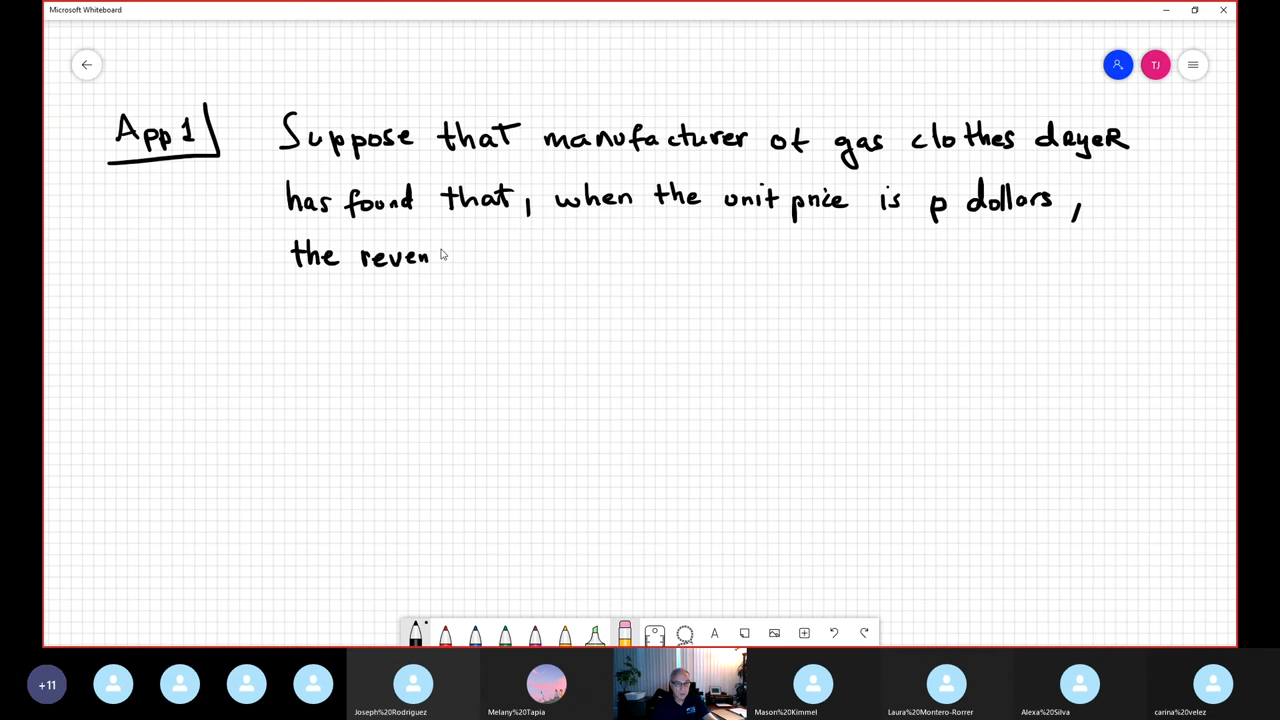 Microsoft Whiteboard
TJ
App 1
Suppose that manufacturer of gas clothes dryeR
has found that, when the unit price is p dollars,
the reven
A
+11
Joseph%20Rodriguez
Melany%20Tapia
Mason%20Kimmel
Laura%20Montero-Rorrer
Alexa%20Silva
carina%20velez